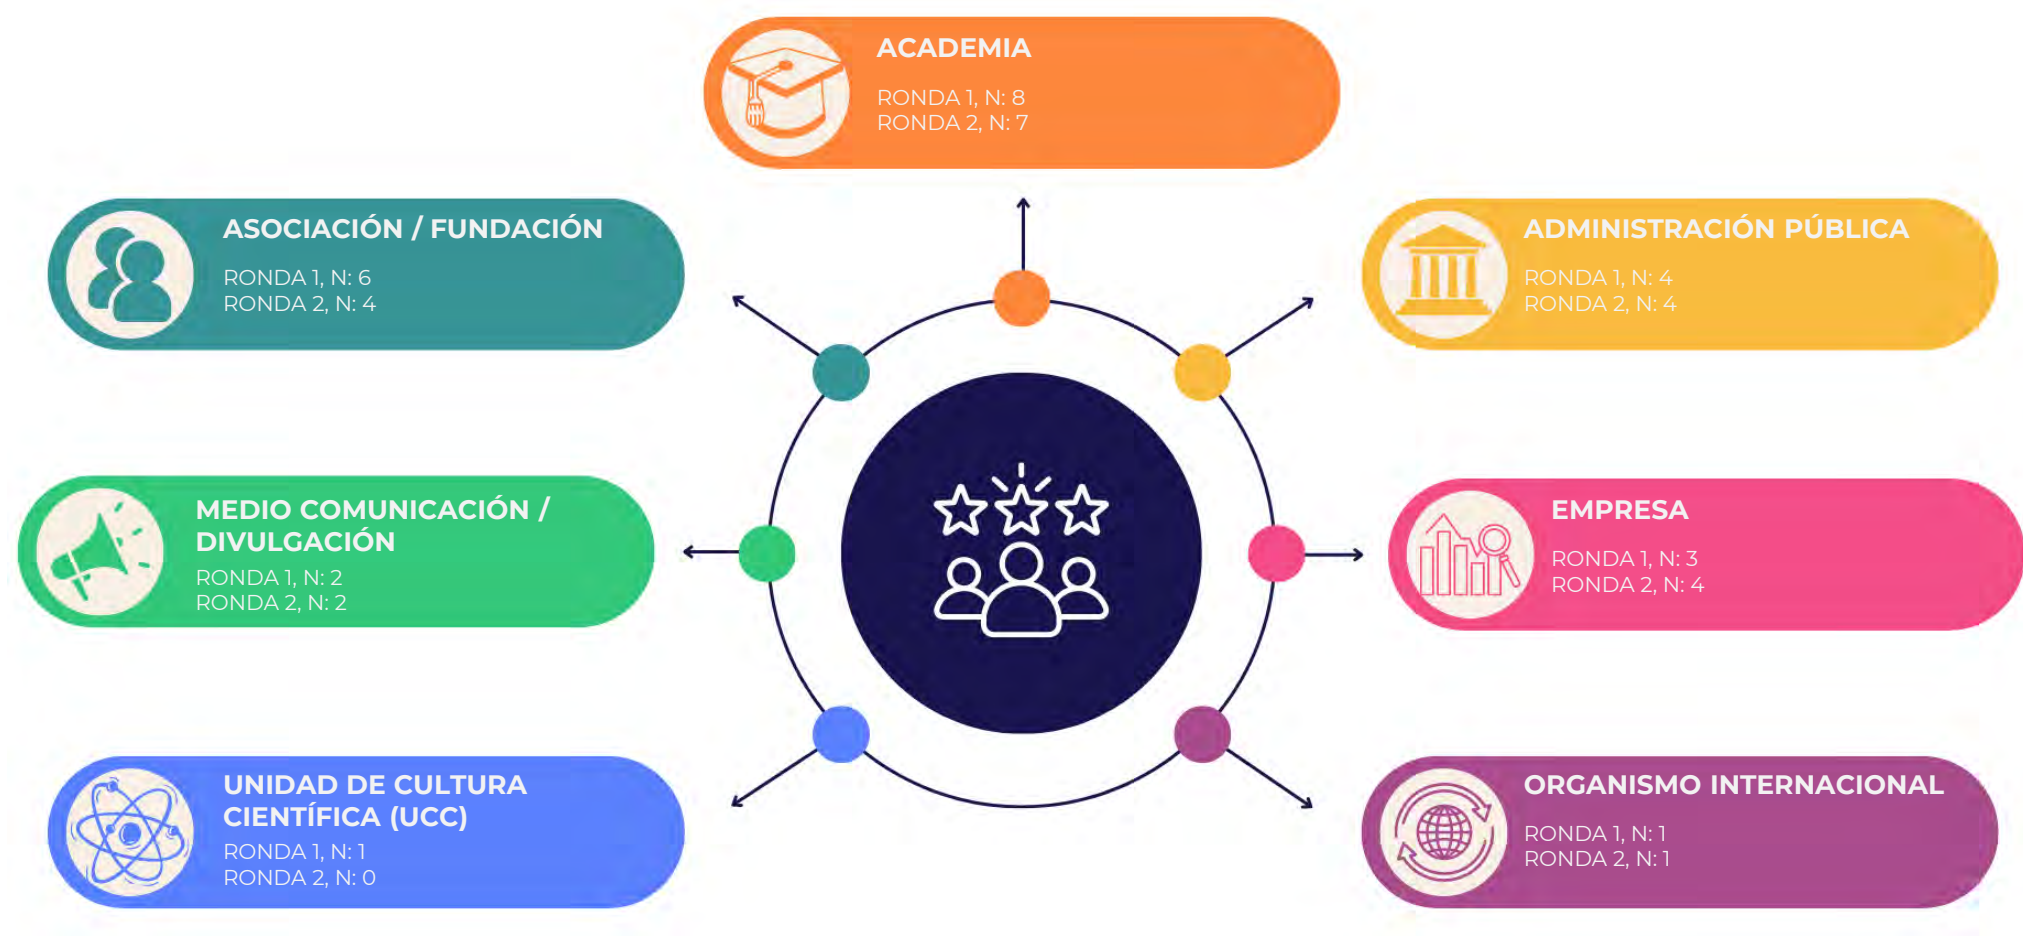 ACADEMIA
RONDA 1, N: 8
RONDA 2, N: 7
ASOCIACIÓN / FUNDACIÓN
RONDA 1, N: 6
RONDA 2, N: 4
ADMINISTRACIÓN PÚBLICA
RONDA 1, N: 4
RONDA 2, N: 4
MEDIO COMUNICACIÓN /
DIVULGACIÓN
RONDA 1, N: 2
RONDA 2, N: 2
EMPRESA
RONDA 1, N: 3
RONDA 2, N: 4
UNIDAD DE CULTURA
CIENTÍFICA (UCC)
RONDA 1, N: 1
RONDA 2, N: 0
ORGANISMO INTERNACIONAL
RONDA 1, N: 1
RONDA 2, N: 1